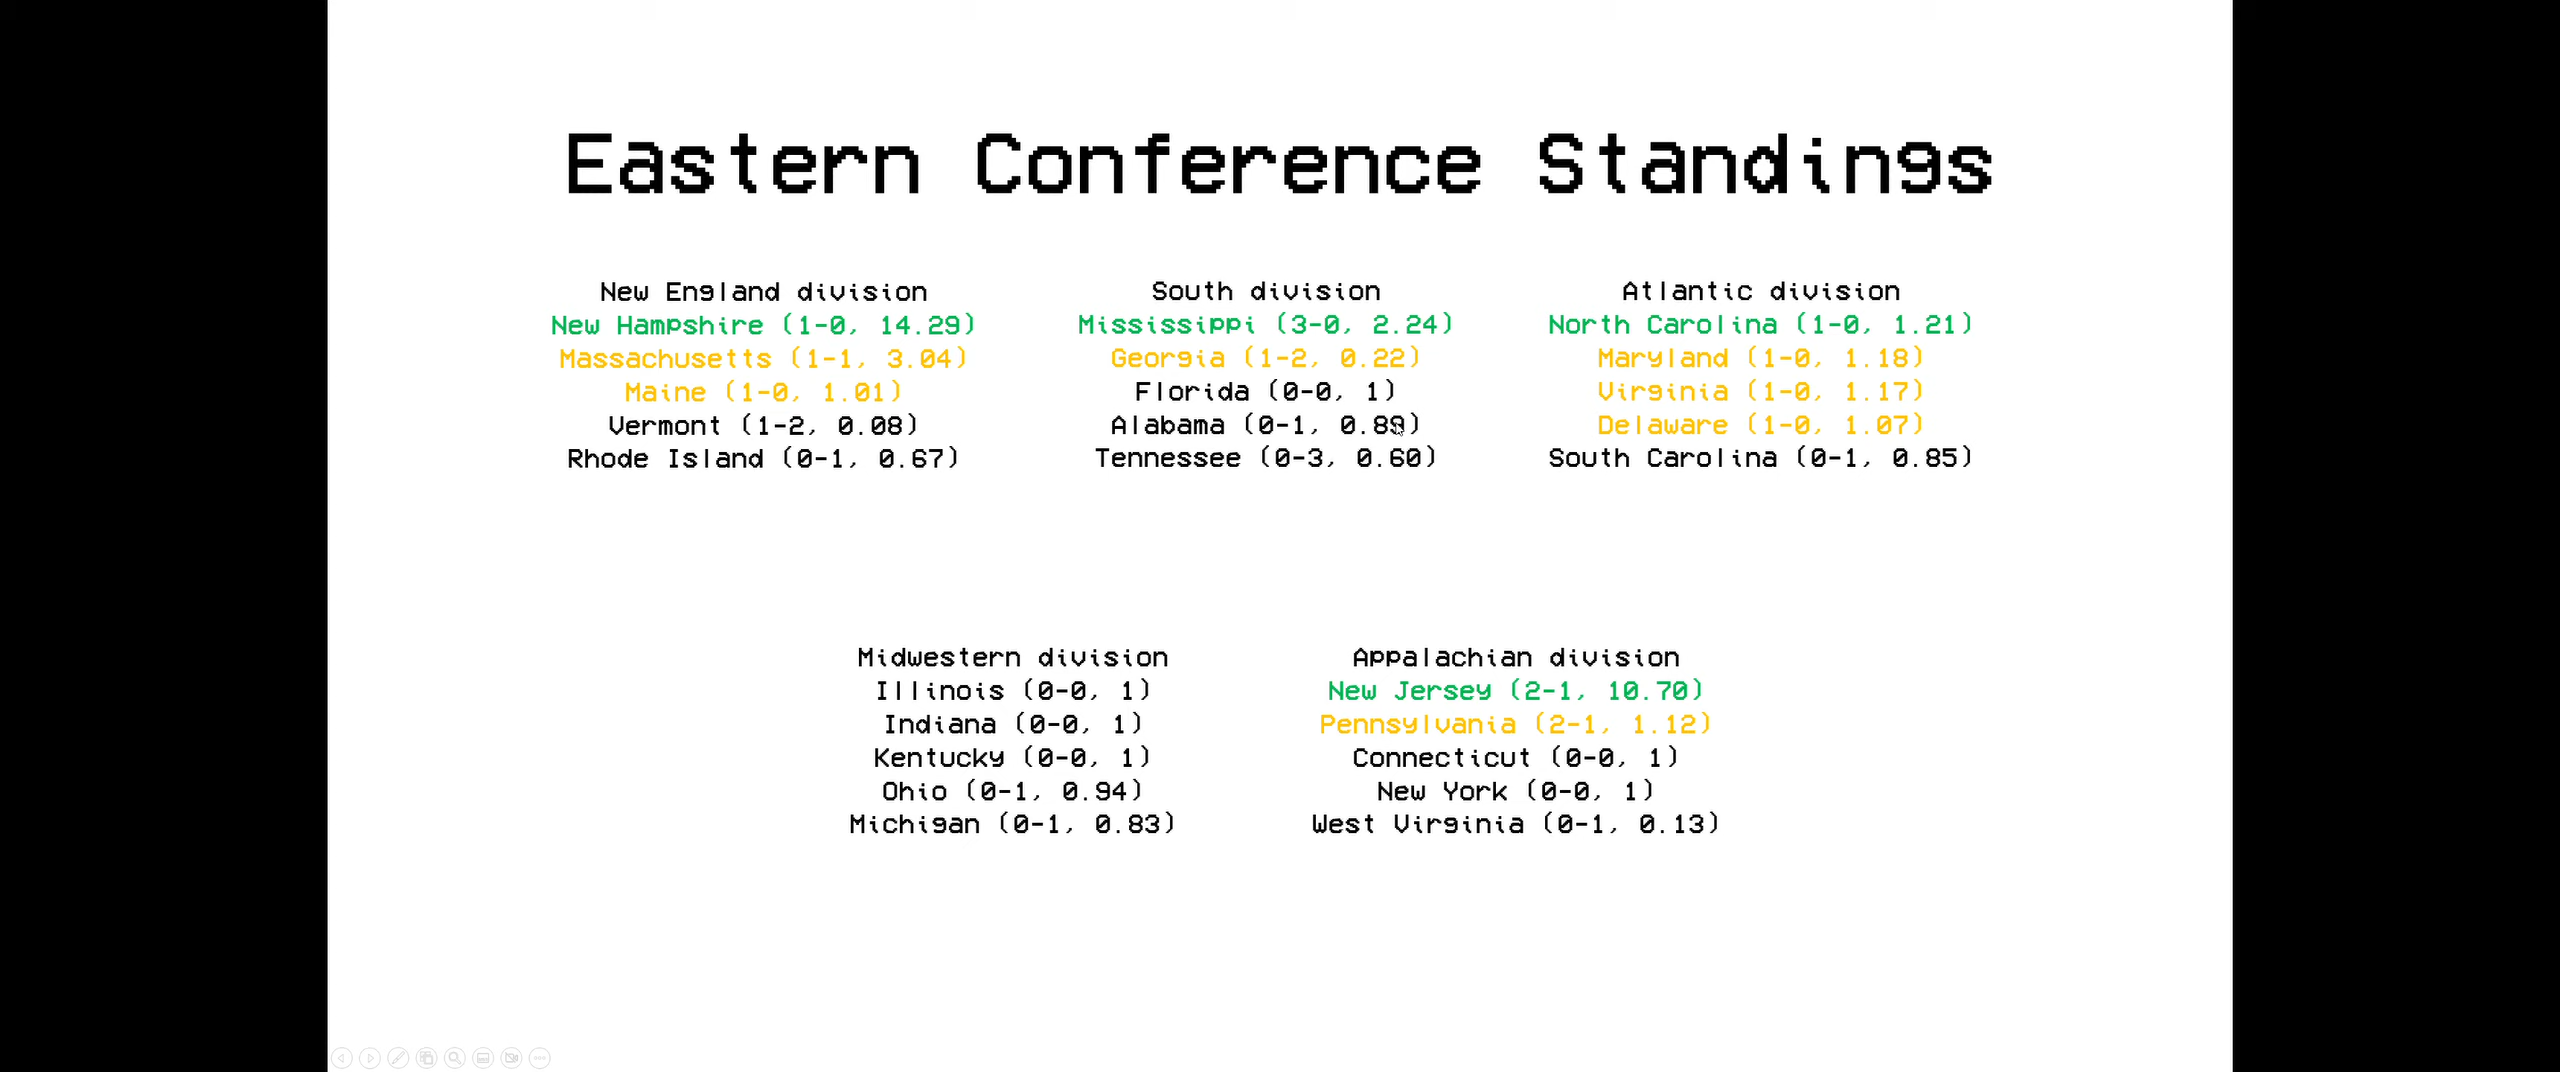 Eastern Conference Standings
New England division
New Hampshire (1-0, 14.29)
Massachusetts (1-1, 3.04)
Maine (1-0, 1.01)
Vermont (1-2, 0.08)
Rhode Island (0-1, 0.67)
South division
Mississippi (3-0, 2.24)
Georgia (1-2, 0.22)
Florida (0-0, 1)
Alabama (0-1, 0.89)
Tennessee (0-3, 0.60)
Atlantic division
North Carolina (1-0, 1.21)
Maryland (1-0, 1.18)
Virginia (1-0, 1.17)
Delaware (1-0, 1.07)
South Carolina (0-1, 0.85)
Midwestern division
Illinois (0-0, 1)
Indiana (0-0, 1)
Kentucky (0-0, 1)
Ohio (0-1, 0.94)
Michigan (0-1, 0.83)
Appalachian division
New Jersey (2-1, 10.70)
Pennsylvania (2-1, 1.12)
Connecticut (0-0, 1)
New York (0-0, 1)
West Virginia (0-1, 0.13)